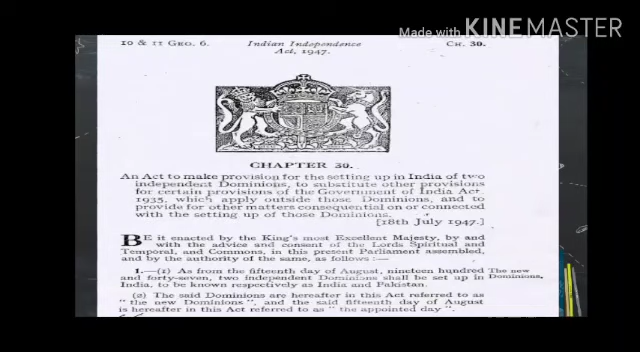 Made with KINEMASTER
10 & 11 GEO. 6. Indian Independence Act, 1947. CH. 30.
CHAPTER 30.
An Act to make provision for the setting up in India of two
independent Dominions, to substitute other provisions
for certain provisions of the Government of India Act
1935, which apply outside those Dominions, and to
provide for other matters consequential on or connected
with the setting up of those Dominions.
[18th July 1947.]
BE it enacted by the King's most Excellent Majesty, by and
with the advice and consent of the Lords Spiritual and
Temporal, and Commons, in this present Parliament assembled,
and by the authority of the same, as follows :—
1.—(1) As from the fifteenth day of August, nineteen hundred
and forty-seven, two independent Dominions shall be set up in
India, to be known respectively as India and Pakistan.
The new
Dominions,
(2) The said Dominions are hereafter in this Act referred to as
" the new Dominions ", and the said fifteenth day of August
is hereafter in this Act referred to as " the appointed day ".